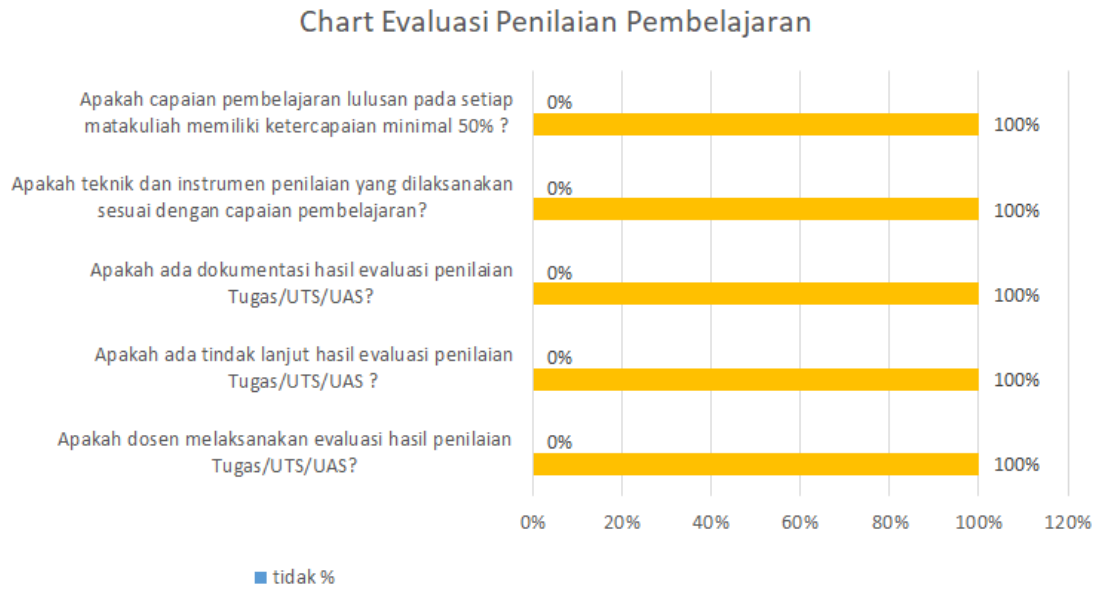 Chart Evaluasi Penilaian Pembelajaran
Apakah capaian pembelajaran lulusan pada setiap
matakuliah memiliki ketercapaian minimal 50% ?
0%
100%
Apakah teknik dan instrumen penilaian yang dilaksanakan
sesuai dengan capaian pembelajaran?
0%
100%
Apakah ada dokumentasi hasil evaluasi penilaian
Tugas/UTS/UAS?
0%
100%
Apakah ada tindak lanjut hasil evaluasi penilaian
Tugas/UTS/UAS ?
0%
100%
Apakah dosen melaksanakan evaluasi hasil penilaian
Tugas/UTS/UAS?
0%
100%
0% 20% 40% 60% 80% 100% 120%
tidak %